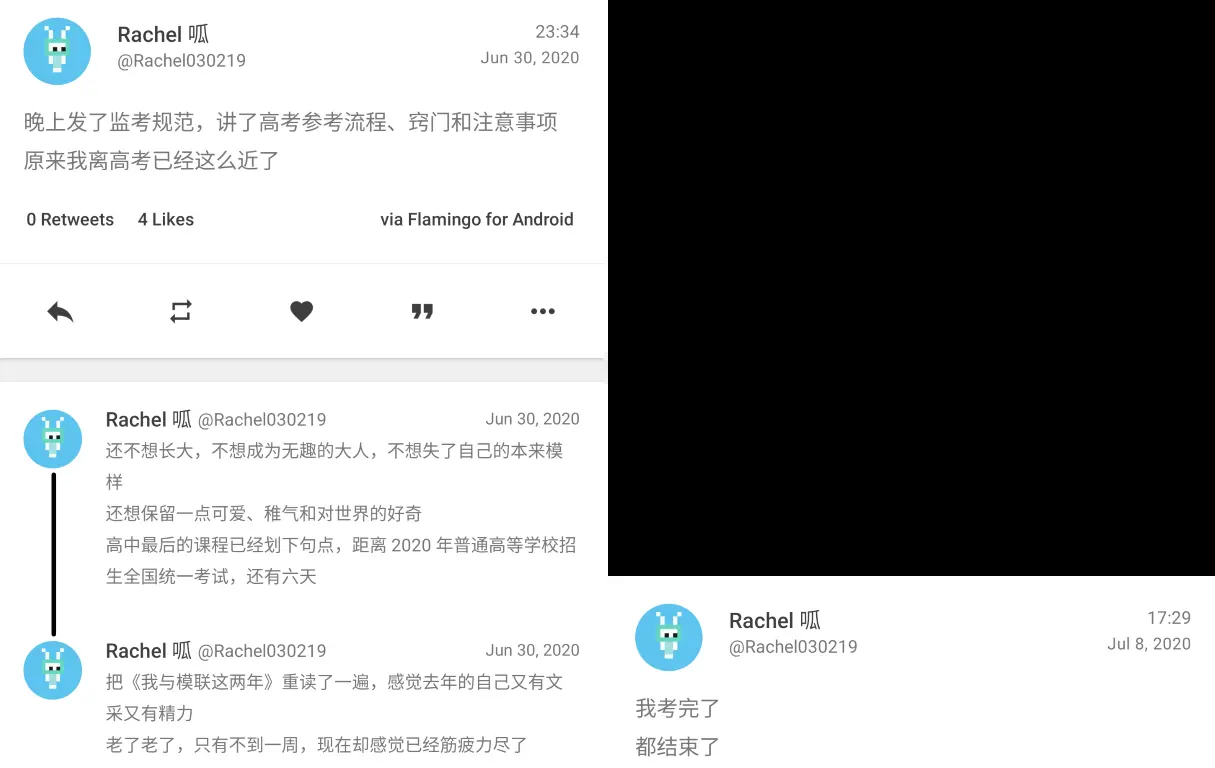 Rachel 呱
23:34
@Rachel030219
Jun 30, 2020
晚上发了监考规范，讲了高考参考流程、窍门和注意事项
原来我离高考已经这么近了
0 Retweets 4 Likes via Flamingo for Android
Rachel 呱 @Rachel030219 Jun 30, 2020
还不想长大，不想成为无趣的大人，不想失了自己的本来模
样
还想保留一点可爱、稚气和对世界的好奇
高中最后的课程已经划下句点，距离 2020 年普通高等学校招
生全国统一考试，还有六天
Rachel 呱 @Rachel030219 Jun 30, 2020
把《我与模联这两年》重读了一遍，感觉去年的自己又有文
采又有精力
老了老了，只有不到一周，现在却感觉已经筋疲力尽了
Rachel 呱
17:29
@Rachel030219
Jul 8, 2020
我考完了
都结束了